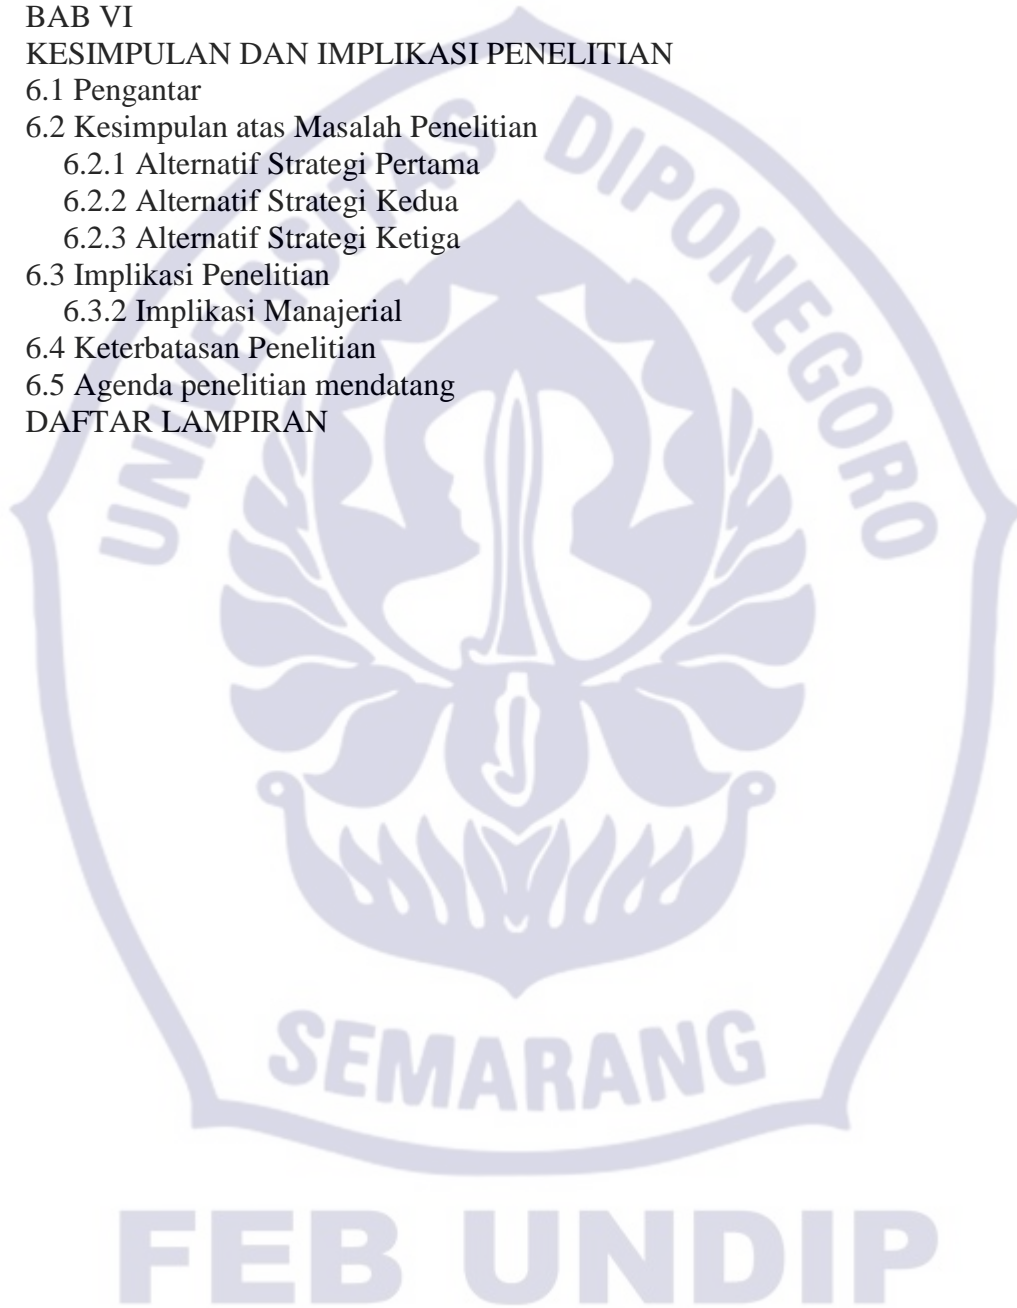 BAB VI
KESIMPULAN DAN IMPLIKASI PENELITIAN
6.1 Pengantar
6.2 Kesimpulan atas Masalah Penelitian
6.2.1 Alternatif Strategi Pertama
6.2.2 Alternatif Strategi Kedua
6.2.3 Alternatif Strategi Ketiga
6.3 Implikasi Penelitian
6.3.2 Implikasi Manajerial
6.4 Keterbatasan Penelitian
6.5 Agenda penelitian mendatang
DAFTAR LAMPIRAN
UNIVERSITAS DIPONEGORO
SEMARANG
FEB UNDIP